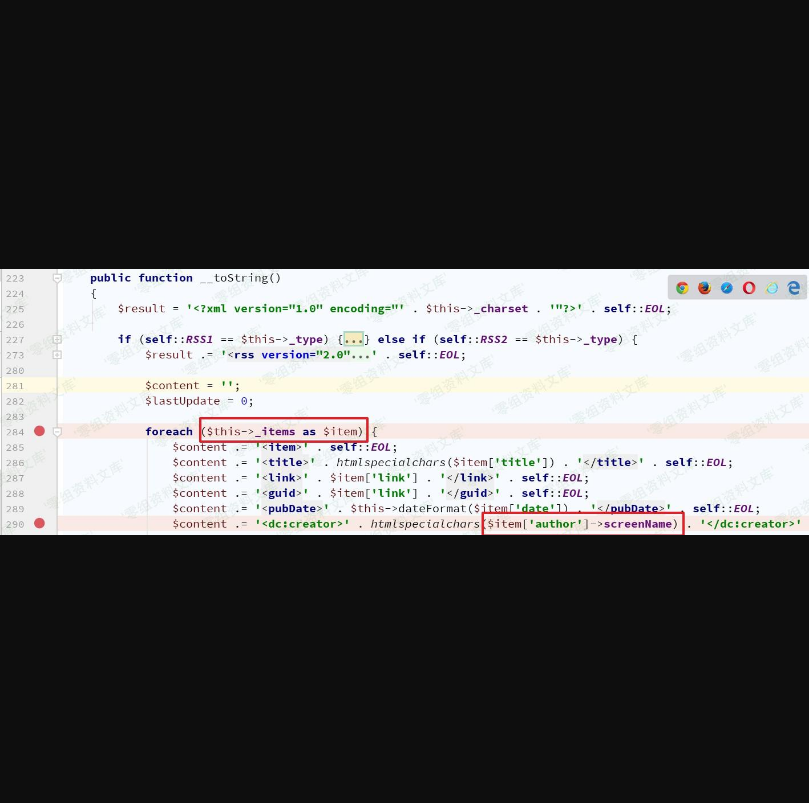 223 public function __toString()
224 {
225 $result = '<?xml version="1.0" encoding="' . $this->_charset . '"?>' . self::EOL;
226
227 if (self::RSS1 == $this->_type) {...} else if (self::RSS2 == $this->_type) {
273 $result .= '<rss version="2.0"...' . self::EOL;
280
281 $content = '';
282 $lastUpdate = 0;
283
284 foreach ($this->_items as $item) {
285 $content .= '<item>' . self::EOL;
286 $content .= '<title>' . htmlspecialchars($item['title']) . '</title>' . self::EOL;
287 $content .= '<link>' . $item['link'] . '</link>' . self::EOL;
288 $content .= '<guid>' . $item['link'] . '</guid>' . self::EOL;
289 $content .= '<pubDate>' . $this->dateFormat($item['date']) . '</pubDate>' . self::EOL;
290 $content .= '<dc:creator>' . htmlspecialchars($item['author']->screenName) . '</dc:creator>'
零组资料文库